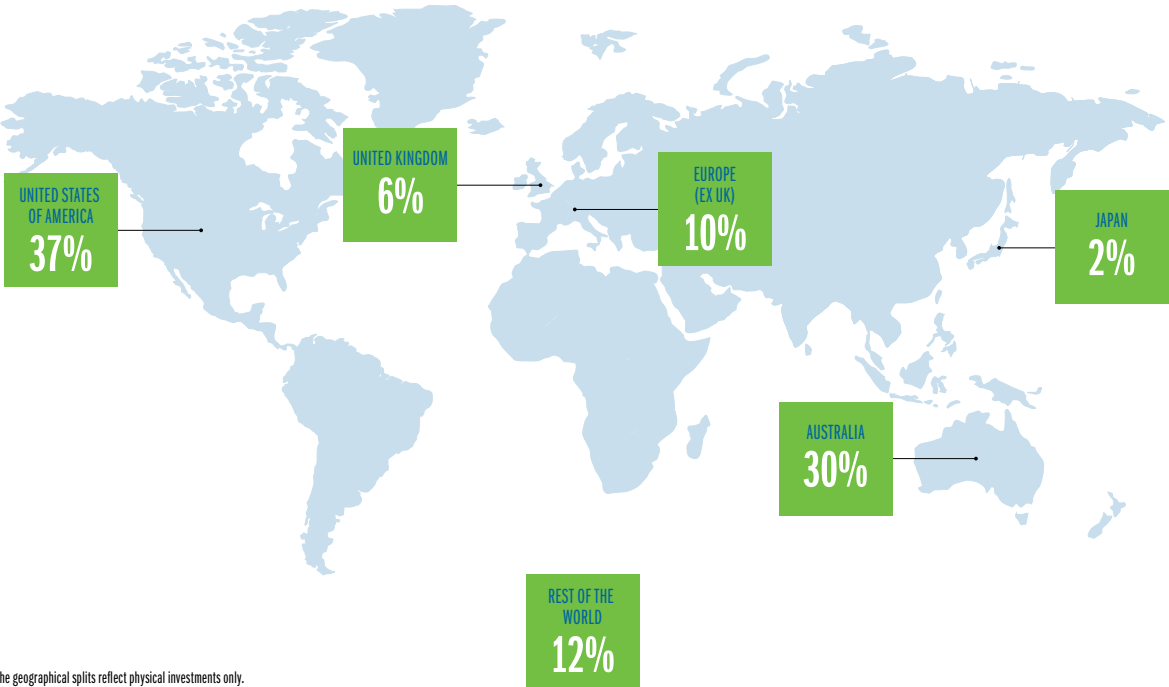 UNITED KINGDOM
6%
UNITED STATES
OF AMERICA
37%
EUROPE
(EX UK)
10%
JAPAN
2%
AUSTRALIA
30%
REST OF THE
WORLD
12%
he geographical splits reflect physical investments only.